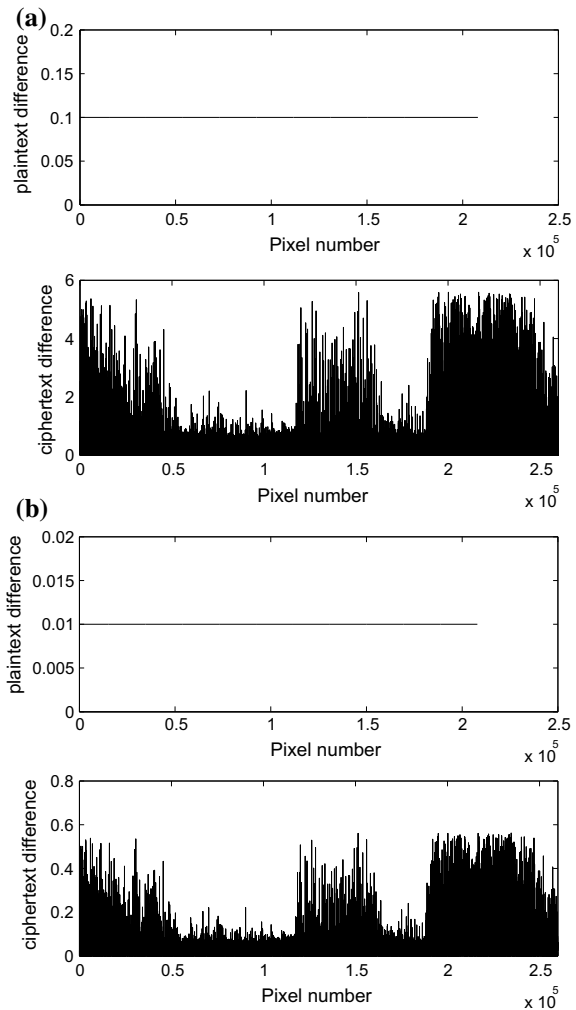 (a)
plaintext difference
0.2
0.15
0.1
0.05
0
0 0.5 1 1.5 2 2.5
Pixel number
x 10^5
ciphertext difference
6
4
2
0
0 0.5 1 1.5 2 2.5
Pixel number
x 10^5
(b)
plaintext difference
0.02
0.015
0.01
0.005
0
0 0.5 1 1.5 2 2.5
Pixel number
x 10^5
ciphertext difference
0.8
0.6
0.4
0.2
0
0 0.5 1 1.5 2 2.5
Pixel number
x 10^5